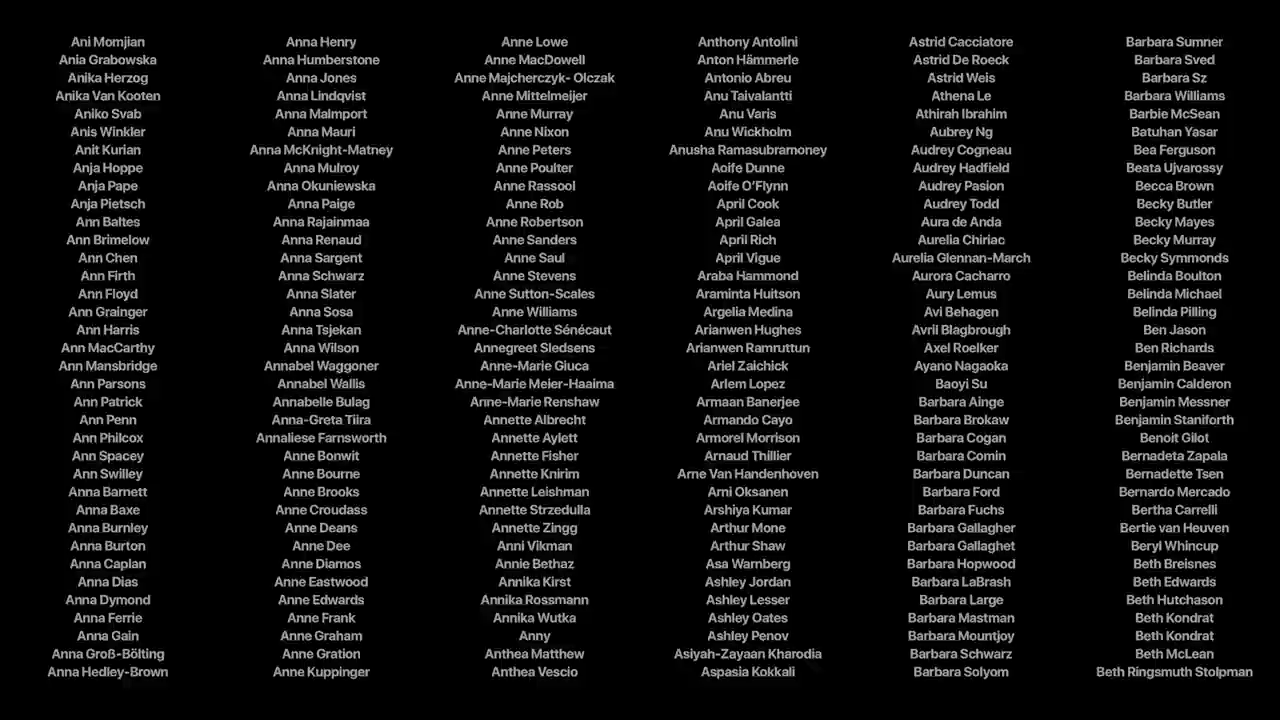 Ani Momjian
Ania Grabowska
Anika Herzog
Anika Van Kooten
Aniko Svab
Anis Winkler
Anit Kurian
Anja Hoppe
Anja Pape
Anja Pietsch
Ann Baltes
Ann Brimelow
Ann Chen
Ann Firth
Ann Floyd
Ann Grainger
Ann Harris
Ann MacCarthy
Ann Mansbridge
Ann Parsons
Ann Patrick
Ann Penn
Ann Philcox
Ann Spacey
Ann Swilley
Anna Barnett
Anna Baxe
Anna Burnley
Anna Burton
Anna Caplan
Anna Dias
Anna Dymond
Anna Ferrie
Anna Gain
Anna Groß-Bölting
Anna Hedley-Brown
Anna Henry
Anna Humberstone
Anna Jones
Anna Lindqvist
Anna Malmport
Anna Mauri
Anna McKnight-Matney
Anna Mulroy
Anna Okuniewska
Anna Paige
Anna Rajainmaa
Anna Renaud
Anna Sargent
Anna Schwarz
Anna Slater
Anna Sosa
Anna Tsjekan
Anna Wilson
Annabel Waggoner
Annabel Wallis
Annabelle Bulag
Anna-Greta Tiira
Annaliese Farnsworth
Anne Bonwit
Anne Bourne
Anne Brooks
Anne Croudass
Anne Deans
Anne Dee
Anne Diamos
Anne Eastwood
Anne Edwards
Anne Frank
Anne Graham
Anne Gration
Anne Kuppinger
Anne Lowe
Anne MacDowell
Anne Majcherczyk- Olczak
Anne Mittelmeijer
Anne Murray
Anne Nixon
Anne Peters
Anne Poulter
Anne Rassool
Anne Rob
Anne Robertson
Anne Sanders
Anne Saul
Anne Stevens
Anne Sutton-Scales
Anne Williams
Anne-Charlotte Sénécaut
Annegreet Sledsens
Anne-Marie Giuca
Anne-Marie Meier-Haaima
Anne-Marie Renshaw
Annette Albrecht
Annette Aylett
Annette Fisher
Annette Knirim
Annette Leishman
Annette Strzedulla
Annette Zingg
Anni Vikman
Annie Bethaz
Annika Kirst
Annika Rossmann
Annika Wutka
Anny
Anthea Matthew
Anthea Vescio
Anthony Antolini
Anton Hämmerle
Antonio Abreu
Anu Taivalantti
Anu Varis
Anu Wickholm
Anusha Ramasubramoney
Aoife Dunne
Aoife O'Flynn
April Cook
April Galea
April Rich
April Vigue
Araba Hammond
Araminta Huitson
Argelia Medina
Arianwen Hughes
Arianwen Ramruttun
Ariel Zaichick
Arlem Lopez
Armaan Banerjee
Armando Cayo
Armorel Morrison
Arnaud Thillier
Arne Van Handenhoven
Arni Oksanen
Arshiya Kumar
Arthur Mone
Arthur Shaw
Asa Warnberg
Ashley Jordan
Ashley Lesser
Ashley Oates
Ashley Penov
Asiyah-Zayaan Kharodia
Aspasia Kokkali
Astrid Cacciatore
Astrid De Roeck
Astrid Weis
Athena Le
Athirah Ibrahim
Aubrey Ng
Audrey Cogneau
Audrey Hadfield
Audrey Pasion
Audrey Todd
Aura de Anda
Aurelia Chiriac
Aurelia Glennan-March
Aurora Cacharro
Aury Lemus
Avi Behagen
Avril Blagbrough
Axel Roelker
Ayano Nagaoka
Baoyi Su
Barbara Ainge
Barbara Brokaw
Barbara Cogan
Barbara Comin
Barbara Duncan
Barbara Ford
Barbara Fuchs
Barbara Gallagher
Barbara Gallaghet
Barbara Hopwood
Barbara LaBrash
Barbara Large
Barbara Mastman
Barbara Mountjoy
Barbara Schwarz
Barbara Solyom
Barbara Sumner
Barbara Sved
Barbara Sz
Barbara Williams
Barbie McSean
Batuhan Yasar
Bea Ferguson
Beata Ujvarossy
Becca Brown
Becky Butler
Becky Mayes
Becky Murray
Becky Symmonds
Belinda Boulton
Belinda Michael
Belinda Pilling
Ben Jason
Ben Richards
Benjamin Beaver
Benjamin Calderon
Benjamin Messner
Benjamin Staniforth
Benoit Gilot
Bernadeta Zapala
Bernadette Tsen
Bernardo Mercado
Bertha Carrelli
Bertie van Heuven
Beryl Whincup
Beth Breisnes
Beth Edwards
Beth Hutchason
Beth Kondrat
Beth Kondrat
Beth McLean
Beth Ringsmuth Stolpman